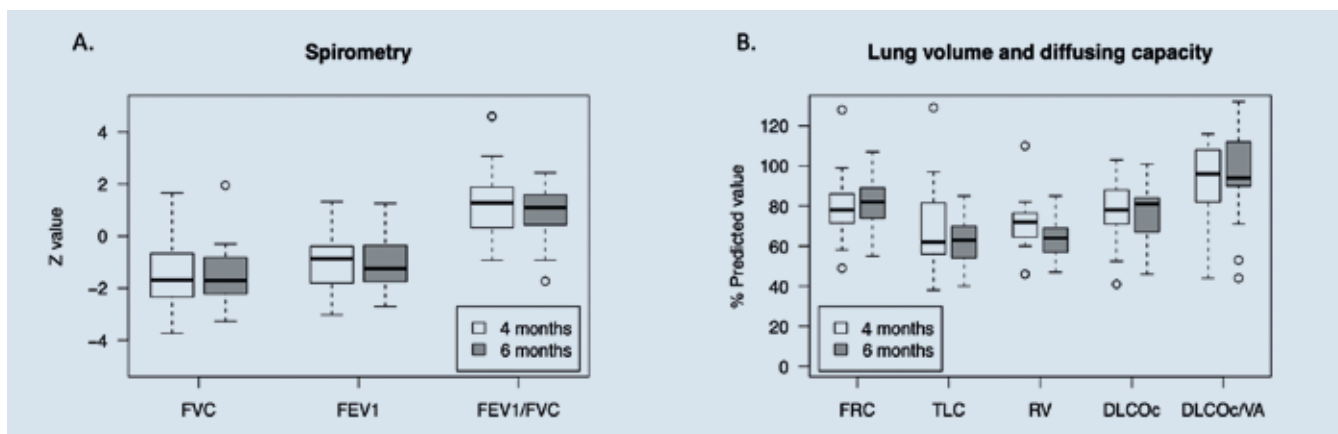 A.
Spirometry
Z value
4
2
0
−2
−4
FVC
FEV1
FEV1/FVC
4 months
6 months
B.
Lung volume and diffusing capacity
% Predicted value
120
100
80
60
40
20
0
FRC
TLC
RV
DLCOc
DLCOc/VA
4 months
6 months